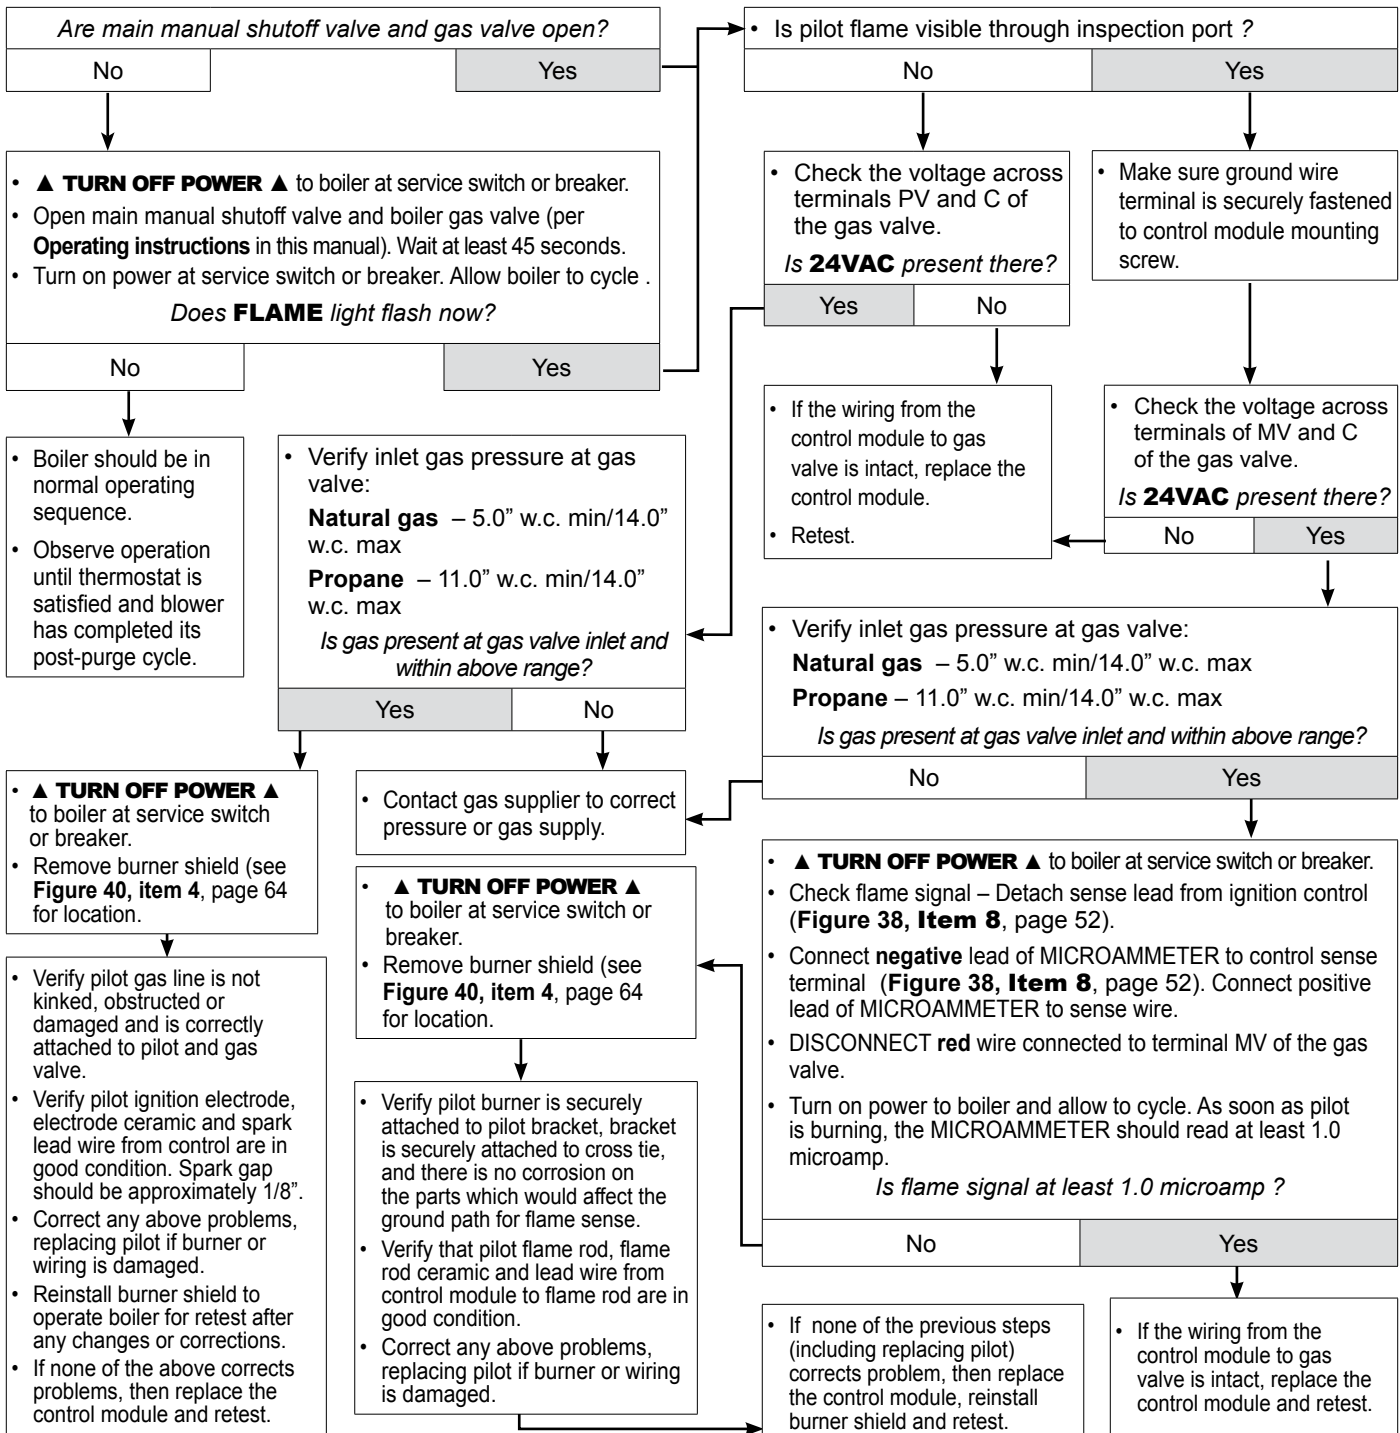 Are main manual shutoff valve and gas valve open?
No
Yes
• ▲ TURN OFF POWER ▲ to boiler at service switch or breaker.
• Open main manual shutoff valve and boiler gas valve (per
Operating instructions in this manual). Wait at least 45 seconds.
• Turn on power at service switch or breaker. Allow boiler to cycle .
Does FLAME light flash now?
No
Yes
• Boiler should be in
normal operating
sequence.
• Observe operation
until thermostat is
satisfied and blower
has completed its
post-purge cycle.
• Is pilot flame visible through inspection port ?
No
Yes
• Check the voltage across
terminals PV and C of
the gas valve.
Is 24VAC present there?
Yes
No
• Make sure ground wire
terminal is securely fastened
to control module mounting
screw.
• If the wiring from the
control module to gas
valve is intact, replace the
control module.
• Retest.
• Check the voltage across
terminals of MV and C
of the gas valve.
Is 24VAC present there?
No
Yes
• Verify inlet gas pressure at gas
valve:
Natural gas – 5.0” w.c. min/14.0”
w.c. max
Propane – 11.0” w.c. min/14.0”
w.c. max
Is gas present at gas valve inlet and
within above range?
Yes
No
• Verify inlet gas pressure at gas valve:
Natural gas – 5.0” w.c. min/14.0” w.c. max
Propane – 11.0” w.c. min/14.0” w.c. max
Is gas present at gas valve inlet and within above range?
No
Yes
• ▲ TURN OFF POWER ▲
to boiler at service switch
or breaker.
• Remove burner shield (see
Figure 40, item 4, page 64
for location.
• Contact gas supplier to correct
pressure or gas supply.
• Verify pilot gas line is not
kinked, obstructed or
damaged and is correctly
attached to pilot and gas
valve.
• Verify pilot ignition electrode,
electrode ceramic and spark
lead wire from control are in
good condition. Spark gap
should be approximately 1/8”.
• Correct any above problems,
replacing pilot if burner or
wiring is damaged.
• Reinstall burner shield to
operate boiler for retest after
any changes or corrections.
• If none of the above corrects
problems, then replace the
control module and retest.
• ▲ TURN OFF POWER ▲
to boiler at service switch or
breaker.
• Remove burner shield (see
Figure 40, item 4, page 64
for location.
• Verify pilot burner is securely
attached to pilot bracket, bracket
is securely attached to cross tie,
and there is no corrosion on
the parts which would affect the
ground path for flame sense.
• Verify that pilot flame rod, flame
rod ceramic and lead wire from
control module to flame rod are in
good condition.
• Correct any above problems,
replacing pilot if burner or wiring
is damaged.
• ▲ TURN OFF POWER ▲ to boiler at service switch or breaker.
• Check flame signal – Detach sense lead from ignition control
(Figure 38, Item 8, page 52).
• Connect negative lead of MICROAMMETER to control sense
terminal (Figure 38, Item 8, page 52). Connect positive
lead of MICROAMMETER to sense wire.
• DISCONNECT red wire connected to terminal MV of the gas
valve.
• Turn on power to boiler and allow to cycle. As soon as pilot
is burning, the MICROAMMETER should read at least 1.0
microamp.
Is flame signal at least 1.0 microamp ?
No
Yes
• If none of the previous steps
(including replacing pilot)
corrects problem, then replace
the control module, reinstall
burner shield and retest.
• If the wiring from the
control module to gas
valve is intact, replace the
control module and retest.